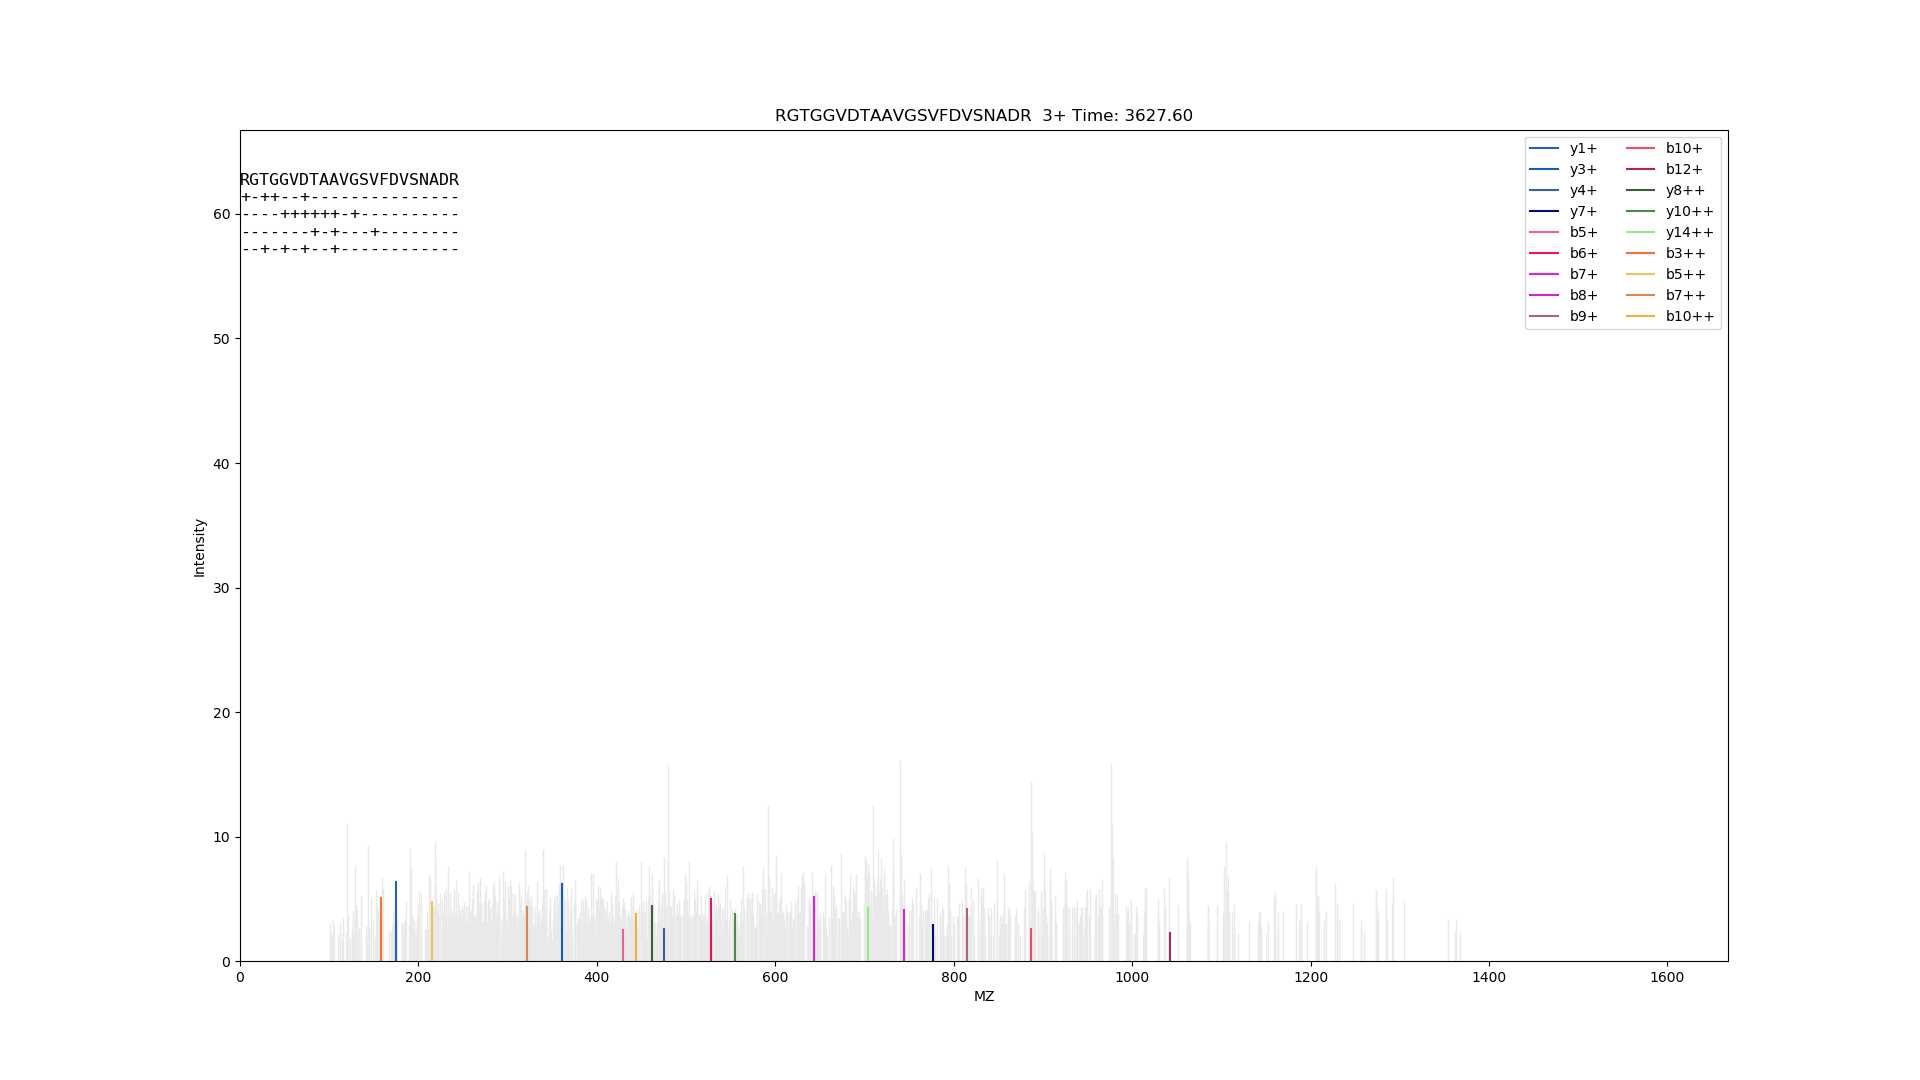 RGTGGVDTAAVGSVFDVSNADR  3+ Time: 3627.60
RGTGGVDTAAVGSVFDVSNADR
+-++--+---------------
----++++++-+----------
-------+-+---+--------
--+-+-+--+------------
y1+
y3+
y4+
y7+
b5+
b6+
b7+
b8+
b9+
b10+
b12+
y8++
y10++
y14++
b3++
b5++
b7++
b10++
60
50
40
30
20
10
0
Intensity
0 200 400 600 800 1000 1200 1400 1600
MZ